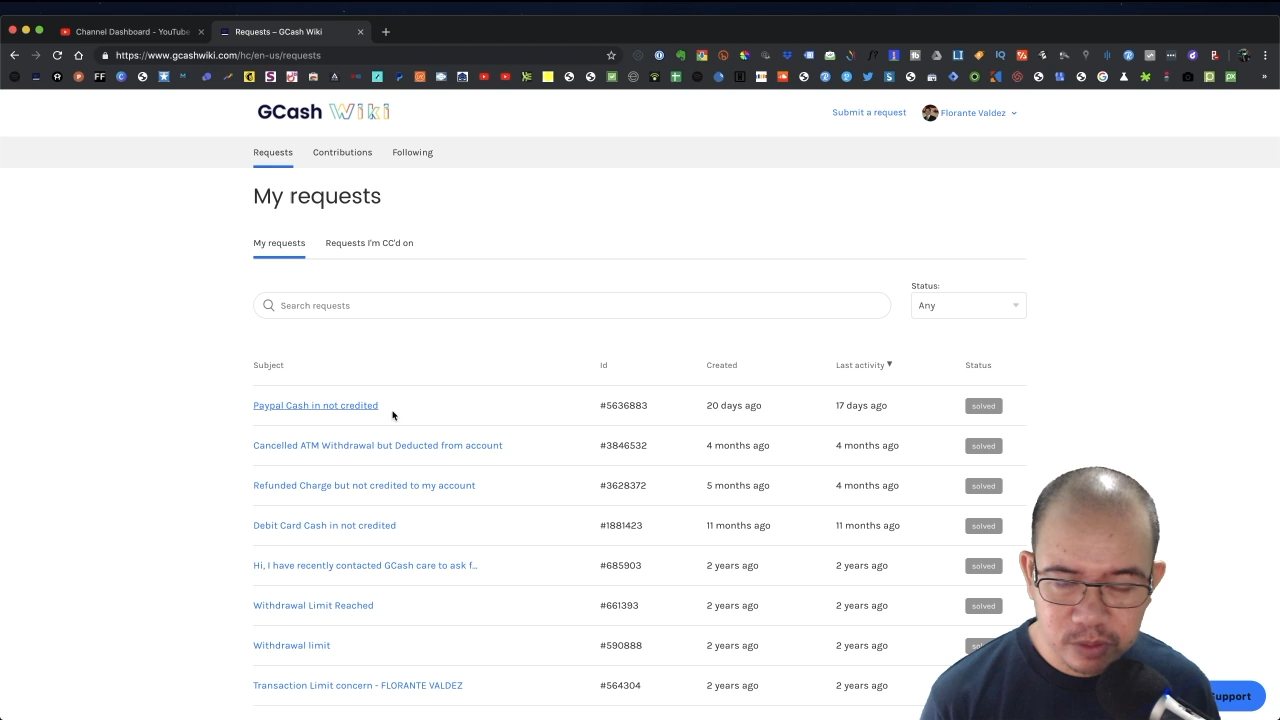 Channel Dashboard - YouTube
Requests – GCash Wiki
https://www.gcashwiki.com/hc/en-us/requests
GCash Wiki
Submit a request
Florante Valdez
Requests
Contributions
Following
My requests
My requests
Requests I'm CC'd on
Status:
Search requests
Any
Subject
Id
Created
Last activity ▼
Status
Paypal Cash in not credited
#5636883
20 days ago
17 days ago
solved
Cancelled ATM Withdrawal but Deducted from account
#3846532
4 months ago
4 months ago
solved
Refunded Charge but not credited to my account
#3628372
5 months ago
4 months ago
solved
Debit Card Cash in not credited
#1881423
11 months ago
11 months ago
solved
Hi, I have recently contacted GCash care to ask f...
#685903
2 years ago
2 years ago
solved
Withdrawal Limit Reached
#661393
2 years ago
2 years ago
solved
Withdrawal limit
#590888
2 years ago
2 years ago
Transaction Limit concern - FLORANTE VALDEZ
#564304
2 years ago
2 years ago
Support